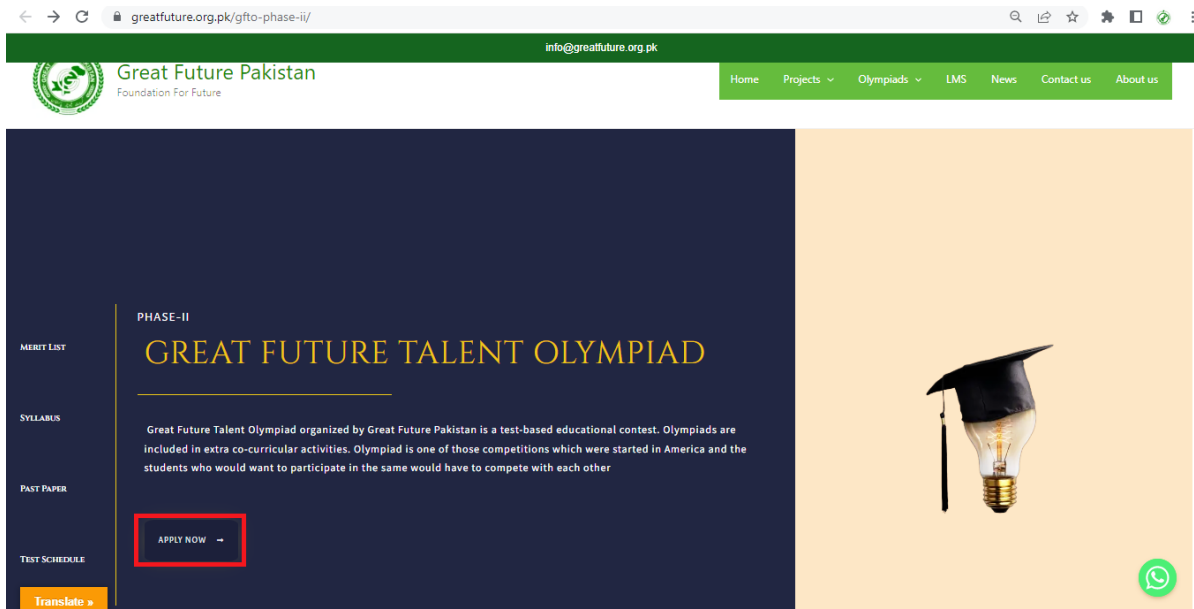 greatfuture.org.pk/gfto-phase-ii/
info@greatfuture.org.pk
Great Future Pakistan
Foundation For Future
Home Projects Olympiads LMS News Contact us About us
PHASE-II
GREAT FUTURE TALENT OLYMPIAD
MERIT LIST
SYLLABUS
PAST PAPER
TEST SCHEDULE
Great Future Talent Olympiad organized by Great Future Pakistan is a test-based educational contest. Olympiads are
included in extra co-curricular activities. Olympiad is one of those competitions which were started in America and the
students who would want to participate in the same would have to compete with each other
APPLY NOW →
Translate »